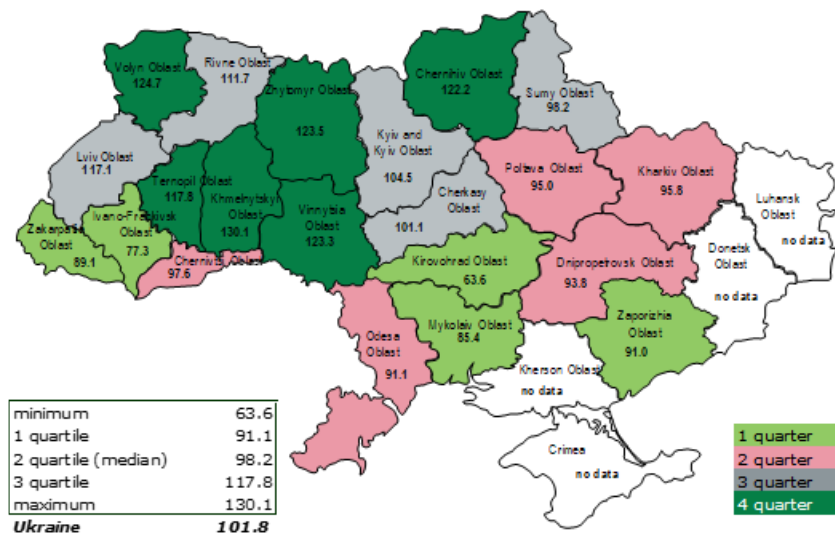 Volyn Oblast
124.7
Rivne Oblast
111.7
Zhytomyr Oblast
123.5
Chernihiv Oblast
122.2
Sumy Oblast
98.2
Kyiv and
Kyiv Oblast
104.5
Lviv Oblast
117.1
Ternopil Oblast
117.8
Khmelnytskyi
Oblast
130.1
Vinnytsia
Oblast
123.3
Cherkasy
Oblast
101.1
Poltava Oblast
95.0
Kharkiv Oblast
95.8
Luhansk
Oblast
no data
Zakarpattia
Oblast
89.1
Ivano-Frankivsk
Oblast
77.3
Chernivtsi Oblast
97.6
Kirovohrad Oblast
63.6
Dnipropetrovsk Oblast
93.8
Donetsk
Oblast
no data
Odesa
Oblast
91.1
Mykolaiv Oblast
85.4
Zaporizhia
Oblast
91.0
Kherson Oblast
no data
Crimea
no data
minimum 63.6
1 quartile 91.1
2 quartile (median) 98.2
3 quartile 117.8
maximum 130.1
Ukraine 101.8
1 quarter
2 quarter
3 quarter
4 quarter